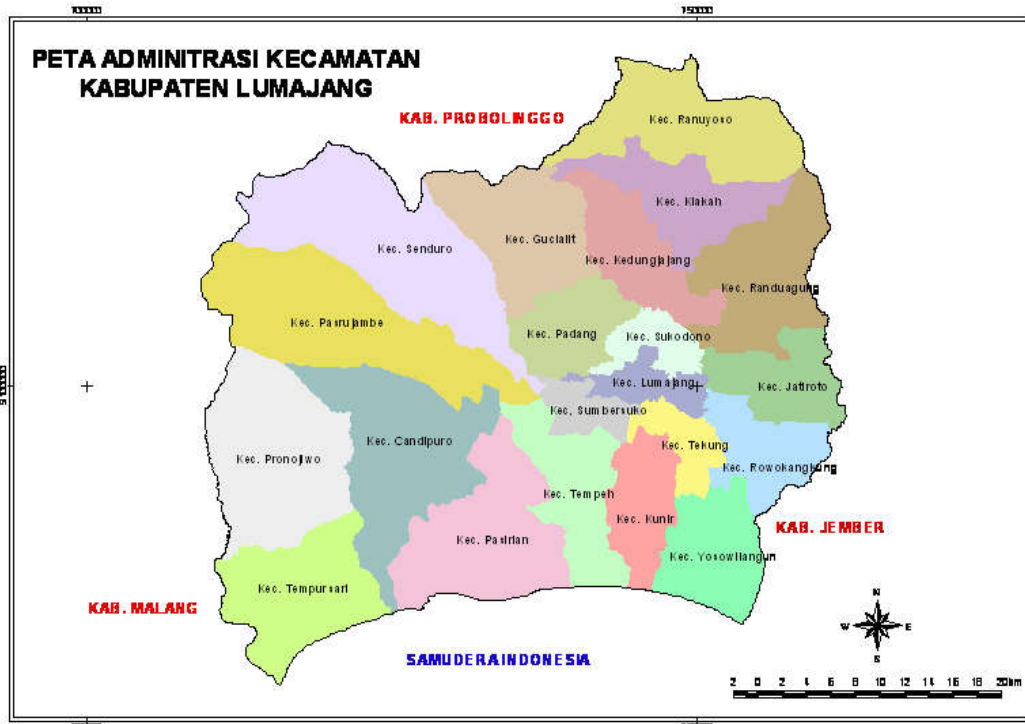 700000 750000
PETA ADMINITRASI KECAMATAN
KABUPATEN LUMAJANG
KAB. PROBOLINGGO
Kec. Ranuyoso
Kec. Klakah
Kec. Senduro
Kec. Gucialit
Kec. Kedungjajang
Kec. Randuagung
Kec. Pasrujambe
Kec. Padang
Kec. Sukodono
Kec. Lumajang
Kec. Jatiroto
Kec. Sumbersuko
Kec. Candipuro
Kec. Tekung
Kec. Pronojiwo
Kec. Rowokangkung
Kec. Tempeh
Kec. Kunir
KAB. JEMBER
Kec. Pasirian
Kec. Yosowilangun
Kec. Tempursari
KAB. MALANG
N
W E
S
SAMUDERA INDONESIA
2 0 2 4 6 8 10 12 14 16 18 20 km